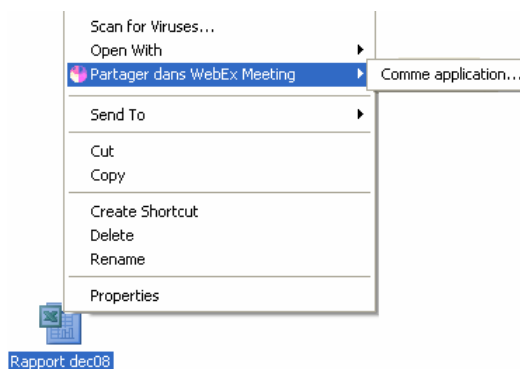 Scan for Viruses...
Open With
Partager dans WebEx Meeting
Comme application...
Send To
Cut
Copy
Create Shortcut
Delete
Rename
Properties
Rapport dec08